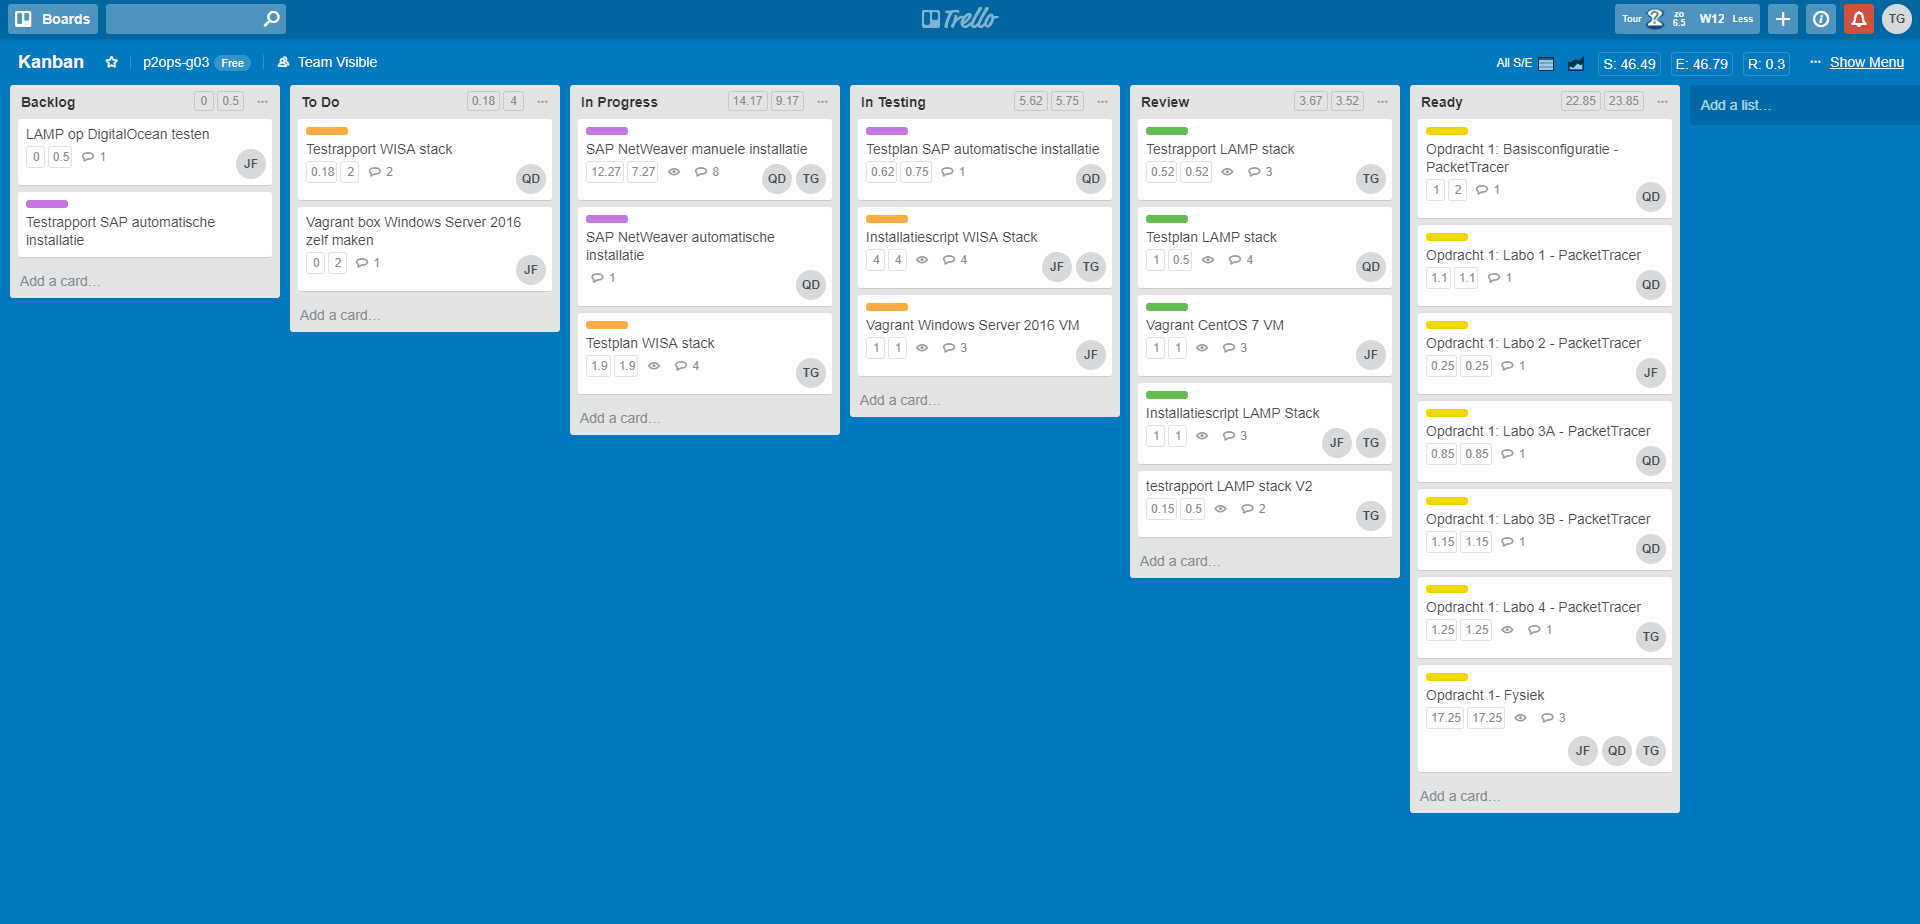 Boards
Trello
Tour zo 6.5 W12 Less
TG
Kanban p2ops-g03 Free Team Visible
All S/E S: 46.49 E: 46.79 R: 0.3 ··· Show Menu
Backlog 0 0.5 ···
LAMP op DigitalOcean testen
0 0.5 1
JF
Testrapport SAP automatische
installatie
Add a card...
To Do 0.18 4 ···
Testrapport WISA stack
0.18 2 2
QD
Vagrant box Windows Server 2016
zelf maken
0 2 1
JF
Add a card...
In Progress 14.17 9.17 ···
SAP NetWeaver manuele installatie
12.27 7.27 8
QD TG
SAP NetWeaver automatische
installatie
1
QD
Testplan WISA stack
1.9 1.9 4
TG
Add a card...
In Testing 5.62 5.75 ···
Testplan SAP automatische installatie
0.62 0.75 1
QD
Installatiescript WISA Stack
4 4 4
JF TG
Vagrant Windows Server 2016 VM
1 1 3
JF
Add a card...
Review 3.67 3.52 ···
Testrapport LAMP stack
0.52 0.52 3
TG
Testplan LAMP stack
1 0.5 4
QD
Vagrant CentOS 7 VM
1 1 3
JF
Installatiescript LAMP Stack
1 1 3
JF TG
testrapport LAMP stack V2
0.15 0.5 2
TG
Add a card...
Ready 22.85 23.85 ···
Opdracht 1: Basisconfiguratie -
PacketTracer
1 2 1
QD
Opdracht 1: Labo 1 - PacketTracer
1.1 1.1 1
QD
Opdracht 1: Labo 2 - PacketTracer
0.25 0.25 1
JF
Opdracht 1: Labo 3A - PacketTracer
0.85 0.85 1
QD
Opdracht 1: Labo 3B - PacketTracer
1.15 1.15 1
QD
Opdracht 1: Labo 4 - PacketTracer
1.25 1.25 1
TG
Opdracht 1- Fysiek
17.25 17.25 3
JF QD TG
Add a card...
Add a list...